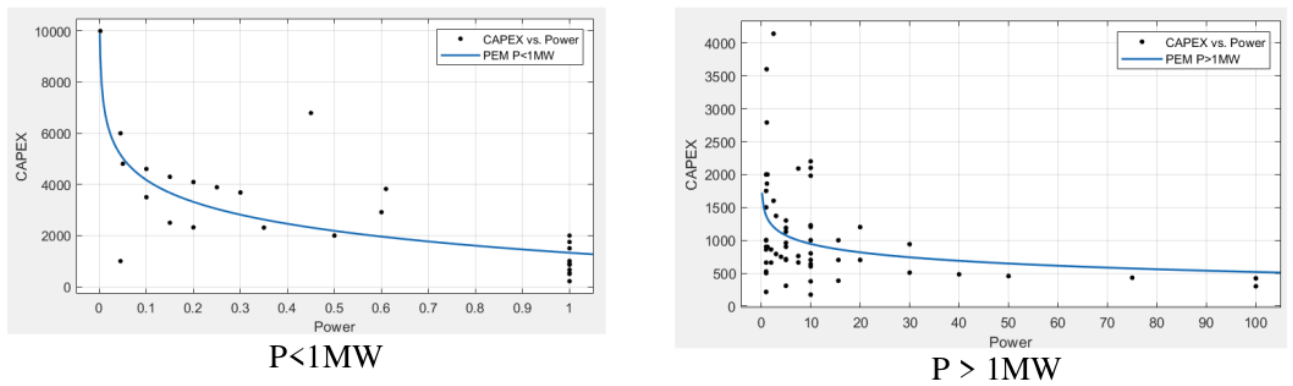 10000
8000
6000
4000
2000
0
CAPEX
CAPEX vs. Power
PEM P<1MW
0 0.1 0.2 0.3 0.4 0.5 0.6 0.7 0.8 0.9 1
Power
P<1MW
4000
3500
3000
2500
2000
1500
1000
500
0
CAPEX
CAPEX vs. Power
PEM P>1MW
0 10 20 30 40 50 60 70 80 90 100
Power
P > 1MW